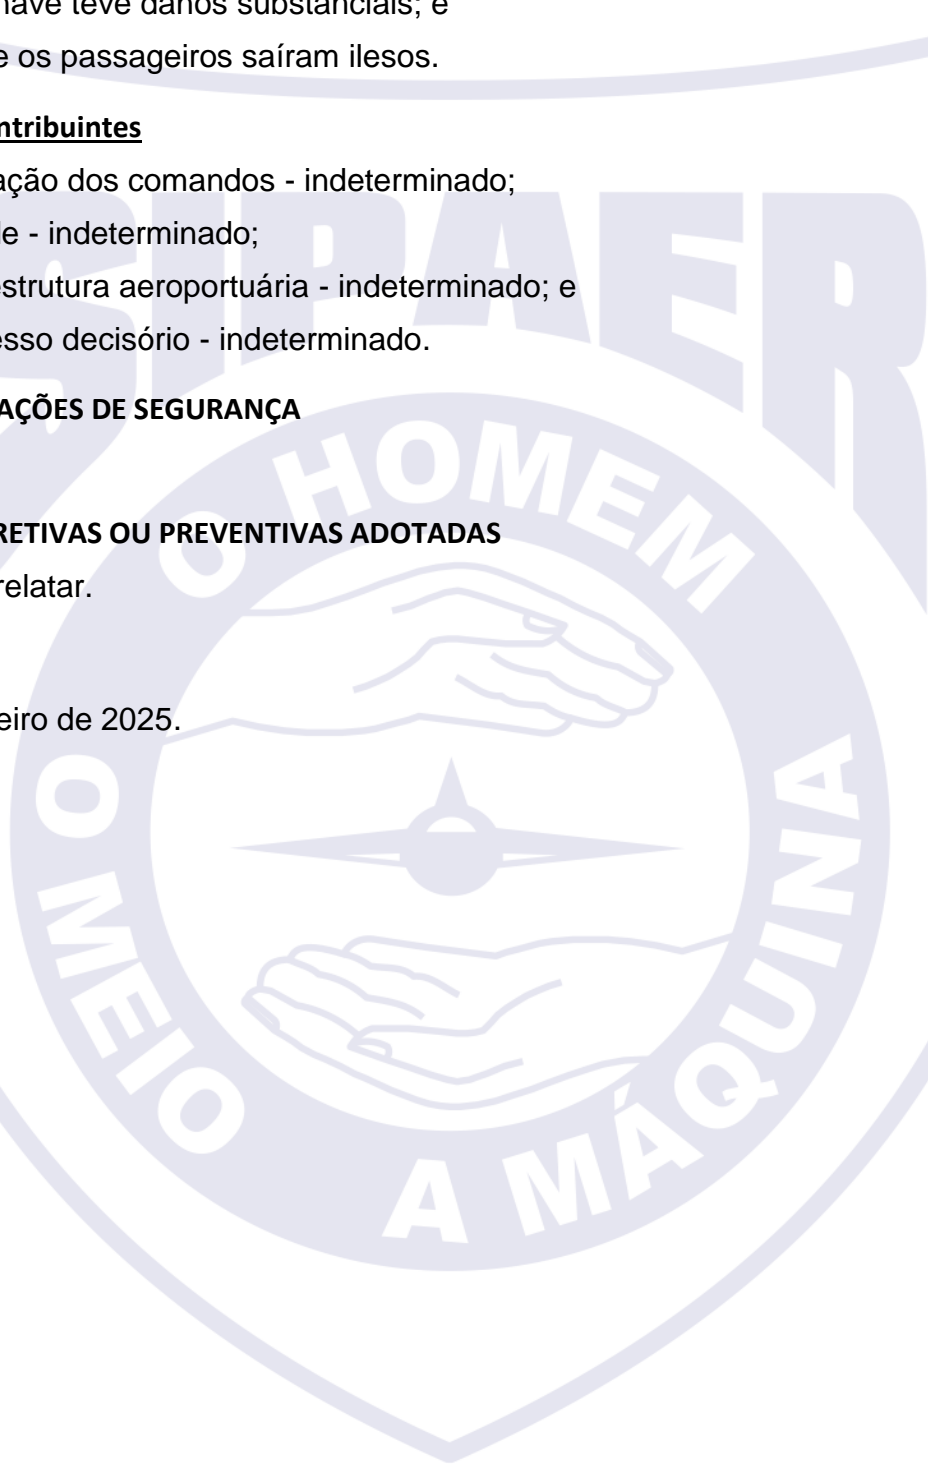 nave teve danos substanciais; e
e os passageiros saíram ilesos.
ntribuintes
ação dos comandos - indeterminado;
de - indeterminado;
estrutura aeroportuária - indeterminado; e
esso decisório - indeterminado.
AÇÕES DE SEGURANÇA
RETIVAS OU PREVENTIVAS ADOTADAS
relatar.
eiro de 2025.
SIPAER
O HOMEM
O MEIO
A MÁQUINA